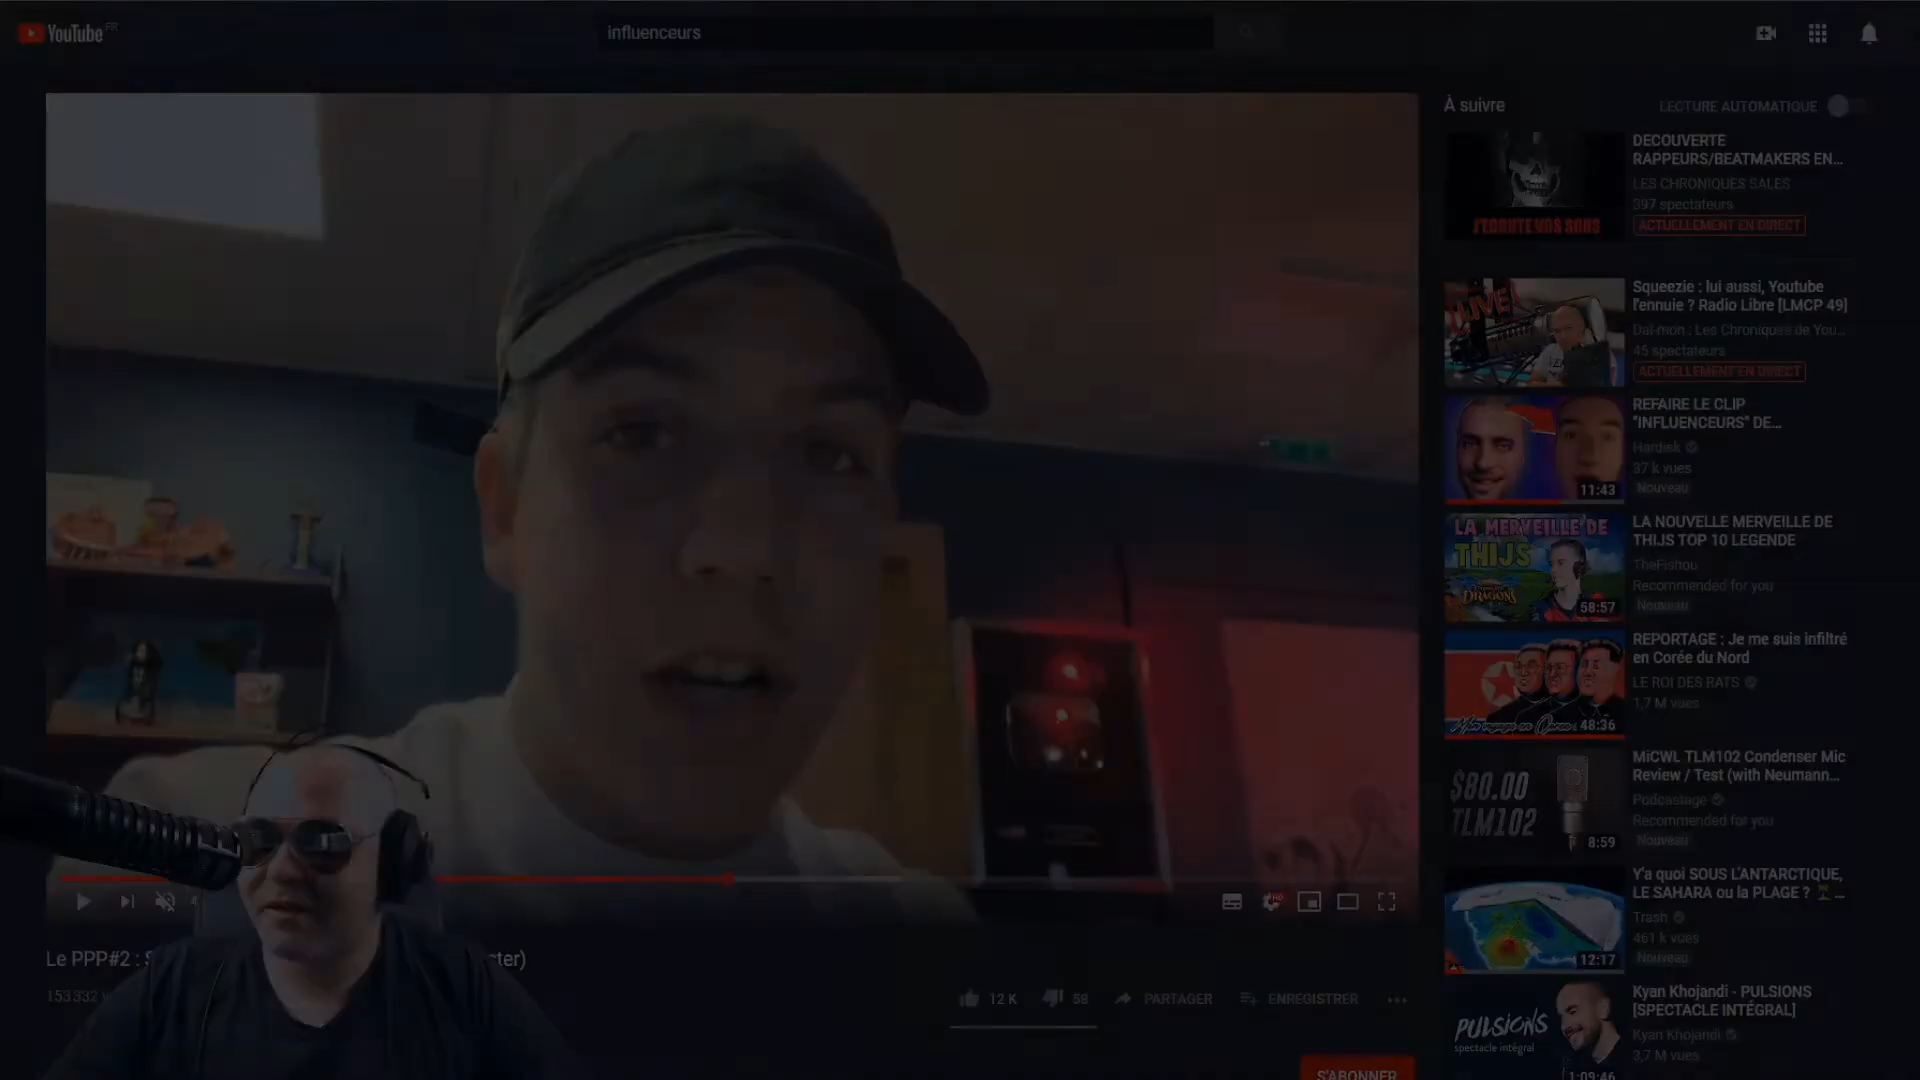 YouTube FR
influenceurs
À suivre
LECTURE AUTOMATIQUE
DECOUVERTE
RAPPEURS/BEATMAKERS EN...
LES CHRONIQUES SALES
397 spectateurs
ACTUELLEMENT EN DIRECT
J'ECOUTE VOS SONS
LIVE!
Squeezie : lui aussi, Youtube
l'ennuie ? Radio Libre [LMCP 49]
Dal-mon : Les Chroniques de You...
45 spectateurs
ACTUELLEMENT EN DIRECT
REFAIRE LE CLIP
"INFLUENCEURS" DE...
Hardisk
37 k vues
Nouveau
11:43
LA MERVEILLE DE
THIJS
DRAGONS
58:57
LA NOUVELLE MERVEILLE DE
THIJS TOP 10 LEGENDE
TheFishou
Recommended for you
Nouveau
REPORTAGE : Je me suis infiltré
en Corée du Nord
LE ROI DES RATS
1,7 M vues
48:36
$80.00
TLM102
8:59
MiCWL TLM102 Condenser Mic
Review / Test (with Neumann...
Podcastage
Recommended for you
Nouveau
Y'a quoi SOUS L'ANTARCTIQUE,
LE SAHARA ou la PLAGE ? ...
Trash
461 k vues
Nouveau
12:17
PULSIONS
spectacle intégral
1:09:46
Kyan Khojandi - PULSIONS
[SPECTACLE INTÉGRAL]
Kyan Khojandi
3,7 M vues
HD
Le PPP#2 : S
ter)
153 332 v
12 K
58
PARTAGER
ENREGISTRER
S'ABONNER